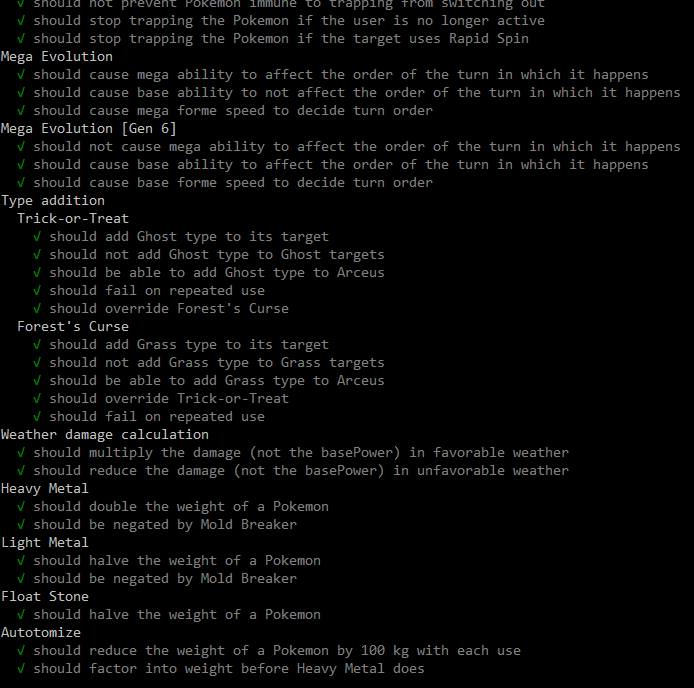 √ should not prevent Pokemon immune to trapping from switching out
√ should stop trapping the Pokemon if the user is no longer active
√ should stop trapping the Pokemon if the target uses Rapid Spin
Mega Evolution
√ should cause mega ability to affect the order of the turn in which it happens
√ should cause base ability to not affect the order of the turn in which it happens
√ should cause mega forme speed to decide turn order
Mega Evolution [Gen 6]
√ should not cause mega ability to affect the order of the turn in which it happens
√ should cause base ability to affect the order of the turn in which it happens
√ should cause base forme speed to decide turn order
Type addition
Trick-or-Treat
√ should add Ghost type to its target
√ should not add Ghost type to Ghost targets
√ should be able to add Ghost type to Arceus
√ should fail on repeated use
√ should override Forest's Curse
Forest's Curse
√ should add Grass type to its target
√ should not add Grass type to Grass targets
√ should be able to add Grass type to Arceus
√ should override Trick-or-Treat
√ should fail on repeated use
Weather damage calculation
√ should multiply the damage (not the basePower) in favorable weather
√ should reduce the damage (not the basePower) in unfavorable weather
Heavy Metal
√ should double the weight of a Pokemon
√ should be negated by Mold Breaker
Light Metal
√ should halve the weight of a Pokemon
√ should be negated by Mold Breaker
Float Stone
√ should halve the weight of a Pokemon
Autotomize
√ should reduce the weight of a Pokemon by 100 kg with each use
√ should factor into weight before Heavy Metal does